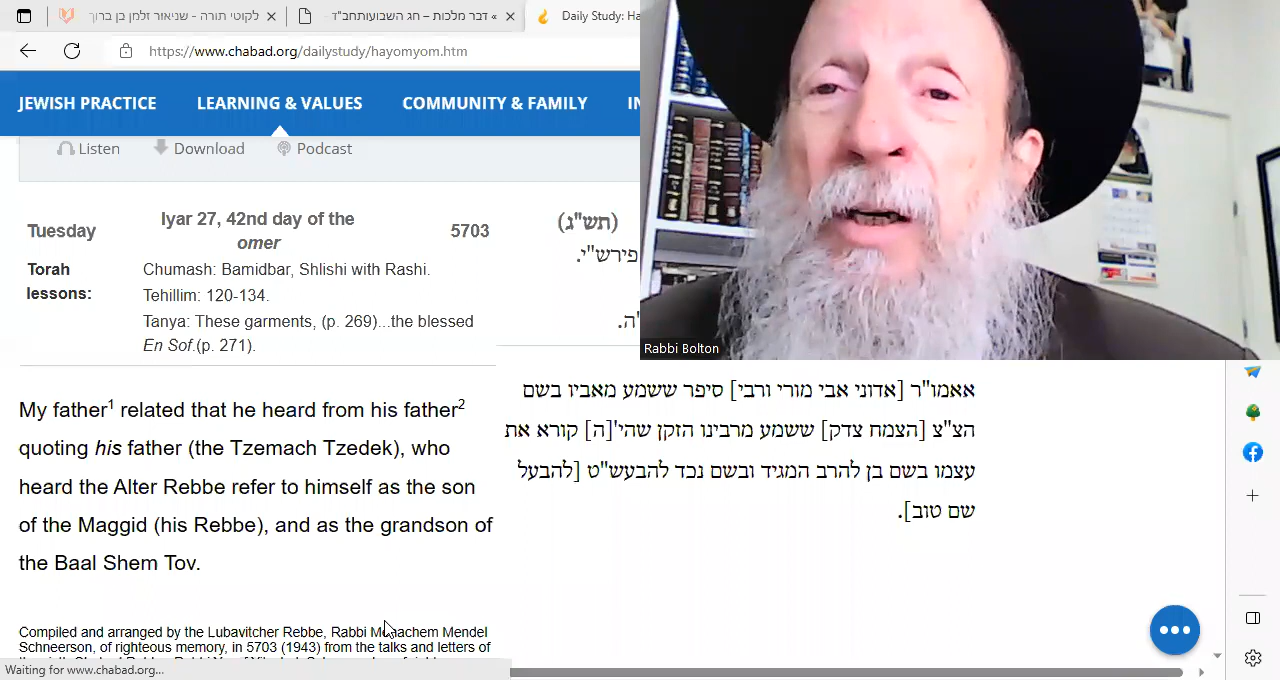 לקוטי תורה - שניאור זלמן בן ברוך
« דבר מלכות – חג השבועותחב"ד
Daily Study: Ha
https://www.chabad.org/dailystudy/hayomyom.htm
JEWISH PRACTICE LEARNING & VALUES COMMUNITY & FAMILY IN
Listen Download Podcast
Tuesday Iyar 27, 42nd day of the omer 5703
Torah lessons:
Chumash: Bamidbar, Shlishi with Rashi.
Tehillim: 120-134.
Tanya: These garments, (p. 269)...the blessed
En Sof.(p. 271).
(תש"ג)
פירש"י.
ה".
Rabbi Bolton
My father1 related that he heard from his father2
quoting his father (the Tzemach Tzedek), who
heard the Alter Rebbe refer to himself as the son
of the Maggid (his Rebbe), and as the grandson of
the Baal Shem Tov.
אאמו"ר [אדוני אבי מורי ורבי] סיפר ששמע מאביו בשם
הצ"צ [הצמח צדק] ששמע מרבינו הזקן שהי'[ה] קורא את
עצמו בשם בן להרב המגיד ובשם נכד להבעש"ט [להבעל
שם טוב].
Compiled and arranged by the Lubavitcher Rebbe, Rabbi Menachem Mendel
Schneerson, of righteous memory, in 5703 (1943) from the talks and letters of
Waiting for www.chabad.org...